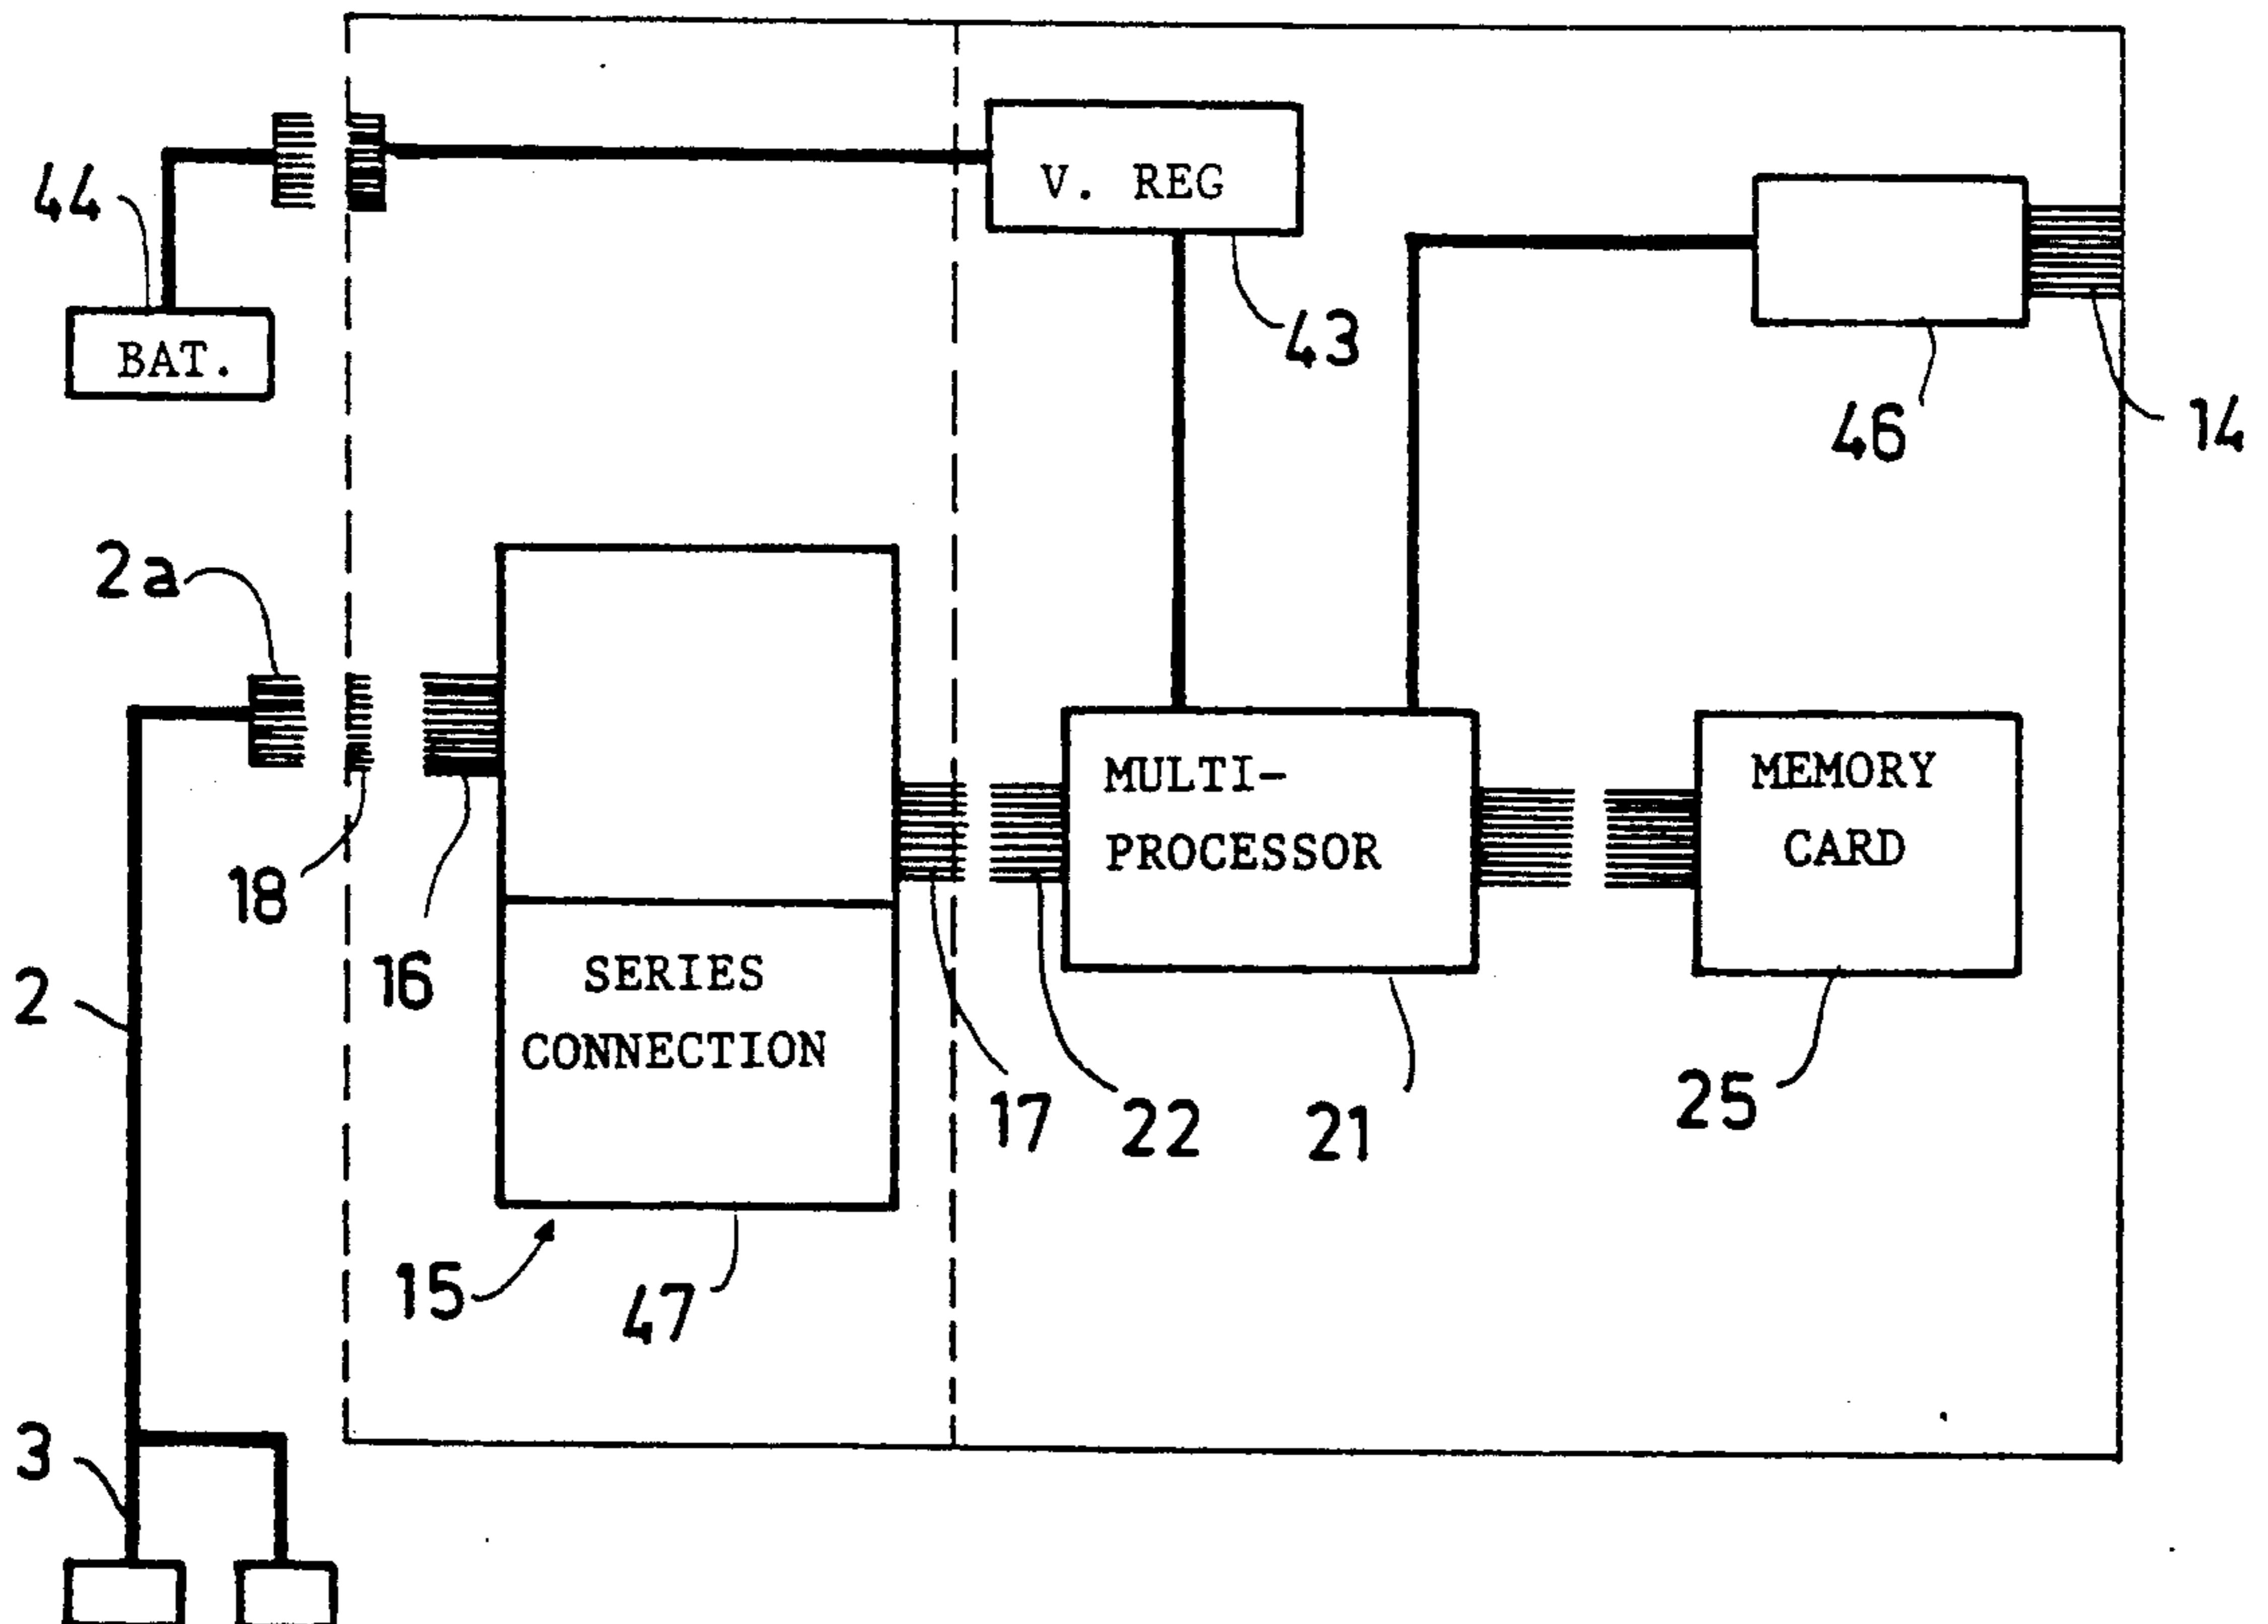 V. REG
44
43
BAT.
46
14
2a
MULTI-
PROCESSOR
MEMORY
CARD
18
16
SERIES
CONNECTION
2
17
22
21
25
15
47
3